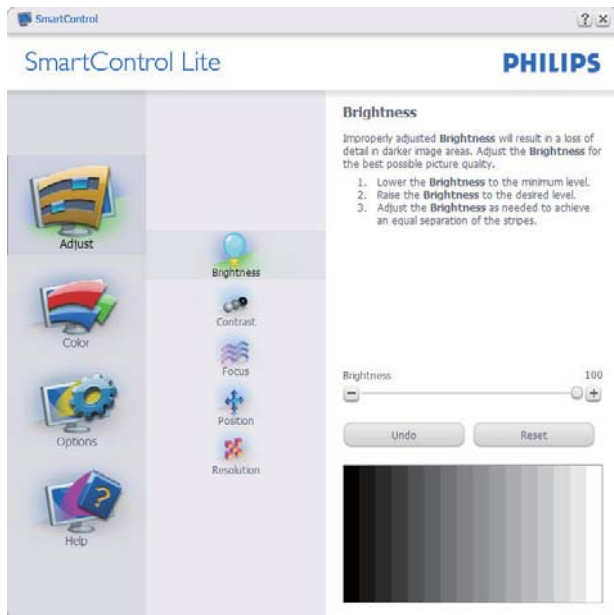 SmartControl
SmartControl Lite
PHILIPS
Adjust
Color
Options
Help
Brightness
Contrast
Focus
Position
Resolution
Brightness
Improperly adjusted Brightness will result in a loss of
detail in darker image areas. Adjust the Brightness for
the best possible picture quality.
1. Lower the Brightness to the minimum level.
2. Raise the Brightness to the desired level.
3. Adjust the Brightness as needed to achieve
an equal separation of the stripes.
Brightness 100
Undo Reset